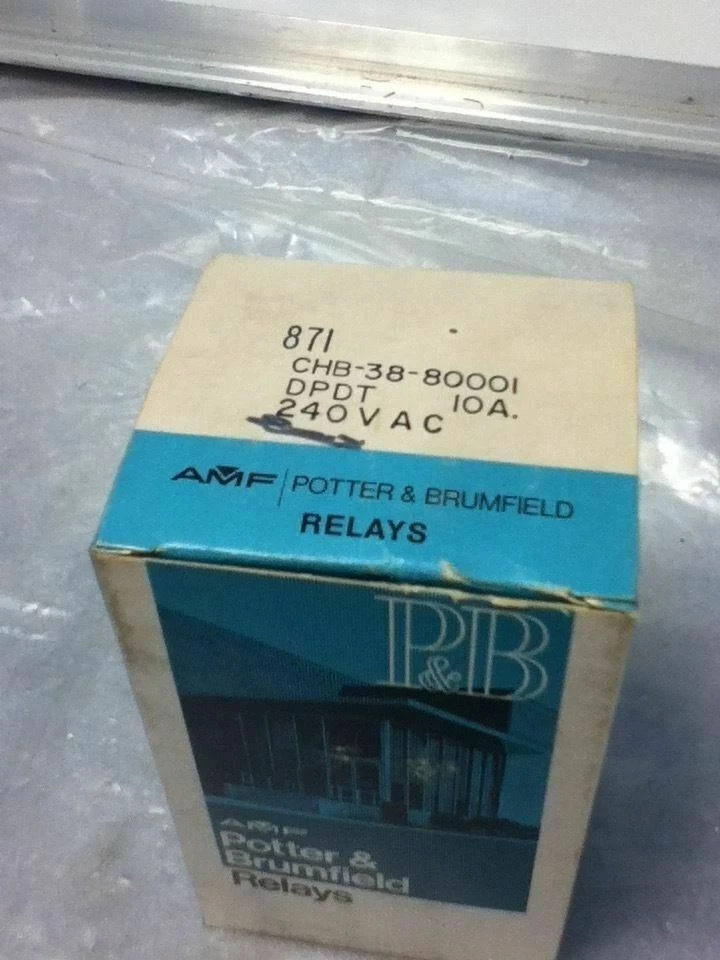 871
CHB-38-80001
DPDT 10A.
240VAC
AMF | POTTER & BRUMFIELD
RELAYS
P&B
AMF
Potter &
Brumfield
Relays